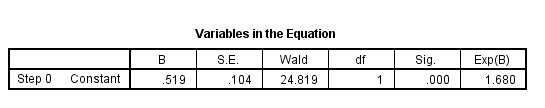 Variables in the Equation
B S.E. Wald df Sig. Exp(B)
Step 0 Constant .519 .104 24.819 1 .000 1.680